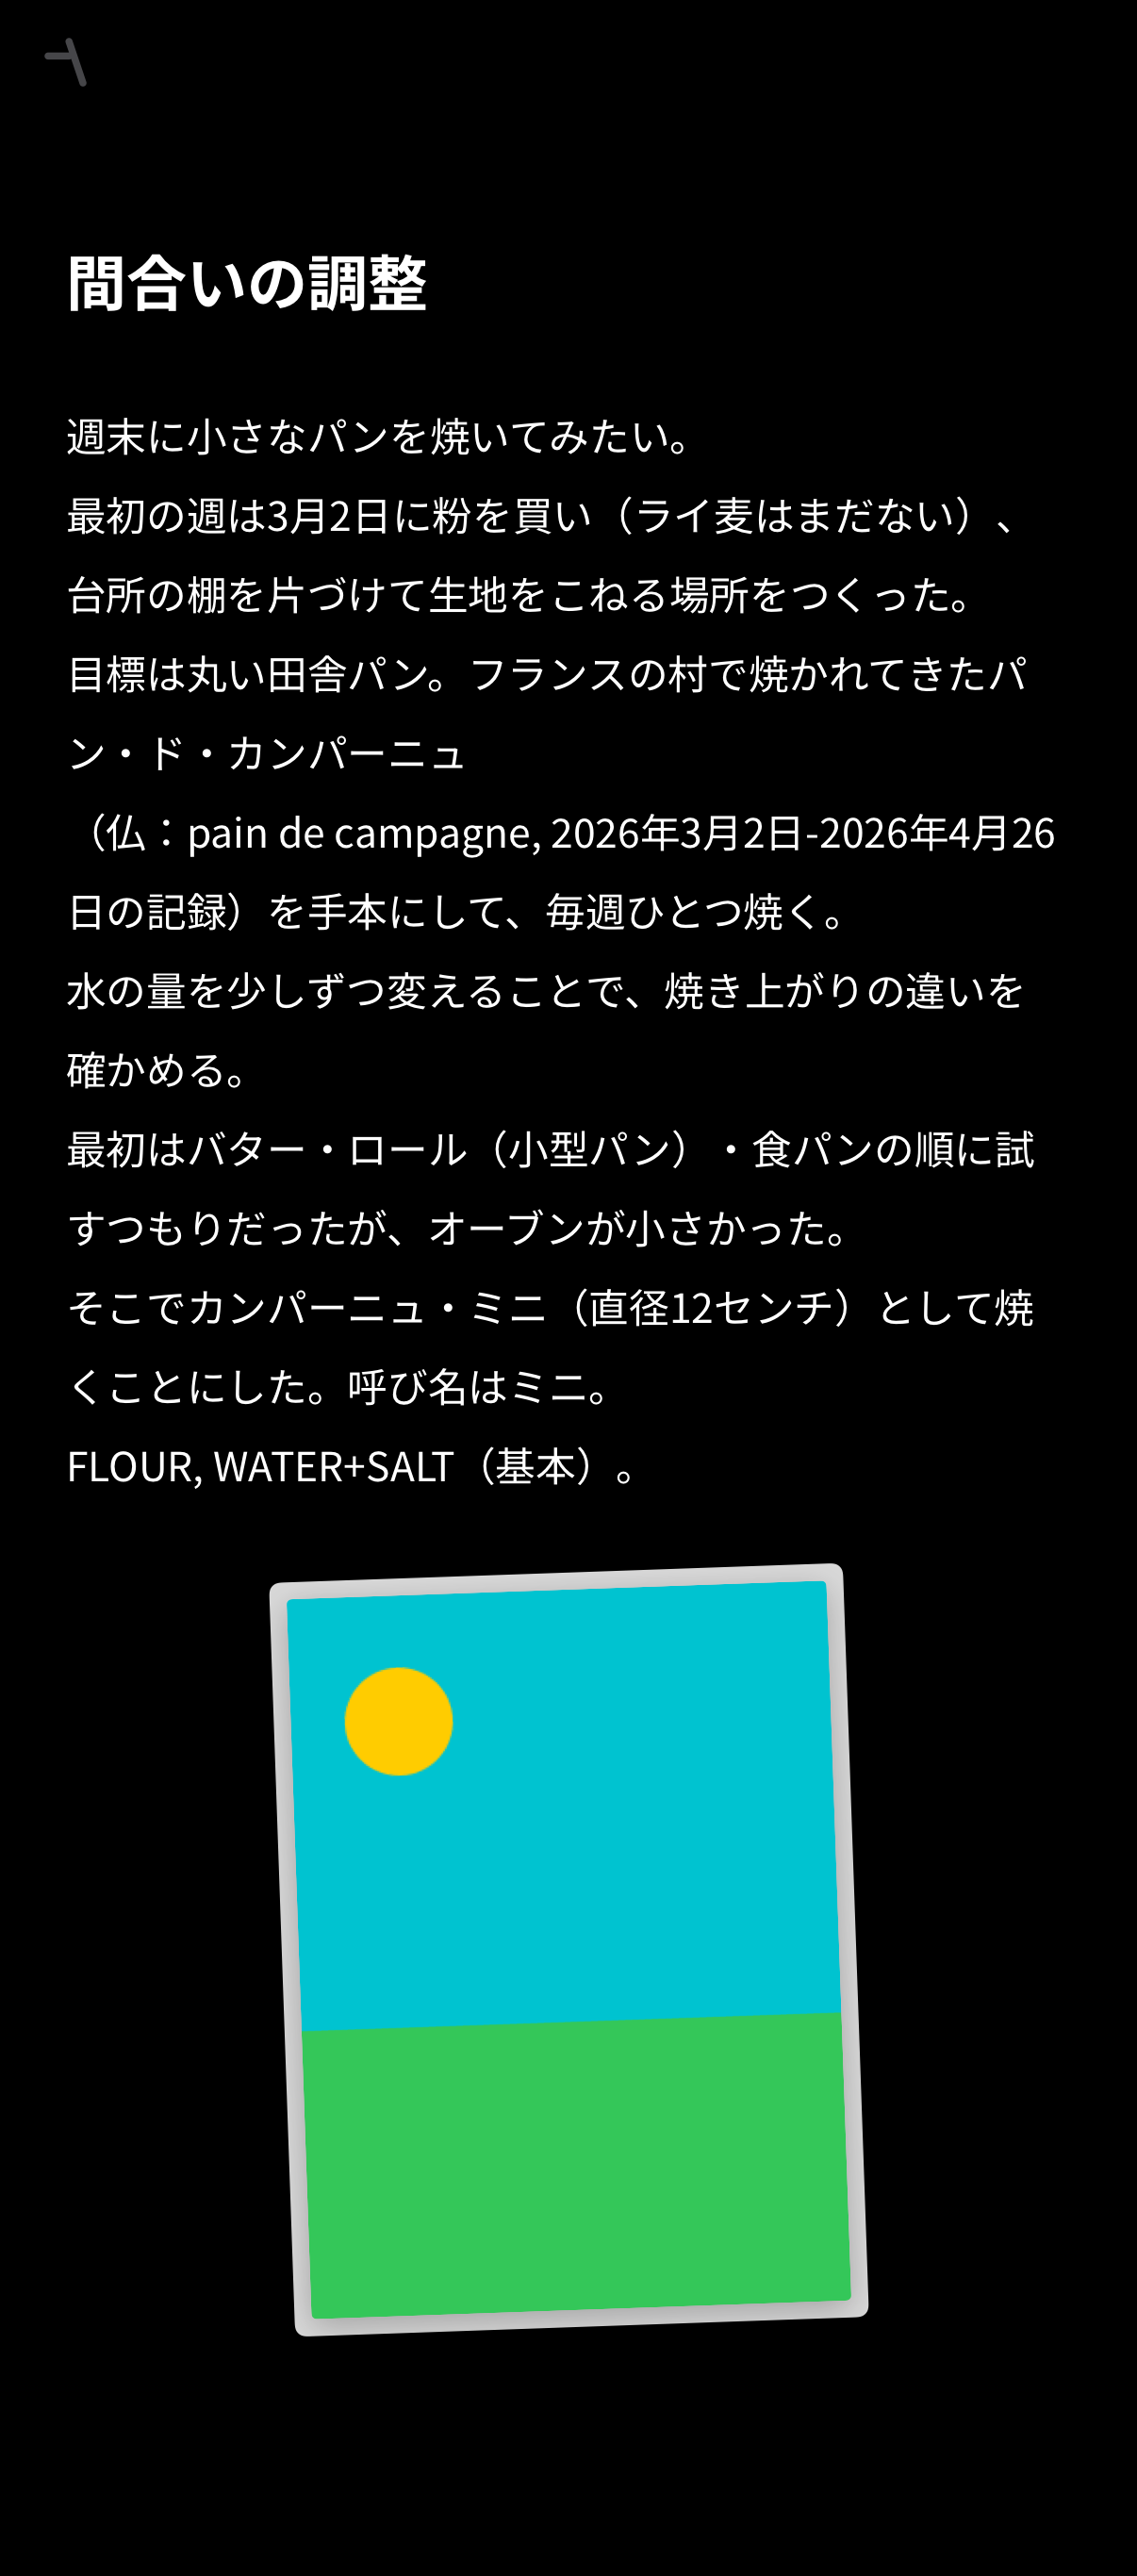 間合いの調整
週末に小さなパンを焼いてみたい。
最初の週は3月2日に粉を買い（ライ麦はまだない）、
台所の棚を片づけて生地をこねる場所をつくった。
目標は丸い田舎パン。フランスの村で焼かれてきたパ
ン・ド・カンパーニュ
（仏：pain de campagne, 2026年3月2日-2026年4月26
日の記録）を手本にして、毎週ひとつ焼く。
水の量を少しずつ変えることで、焼き上がりの違いを
確かめる。
最初はバター・ロール（小型パン）・食パンの順に試
すつもりだったが、オーブンが小さかった。
そこでカンパーニュ・ミニ（直径12センチ）として焼
くことにした。呼び名はミニ。
FLOUR, WATER+SALT（基本）。